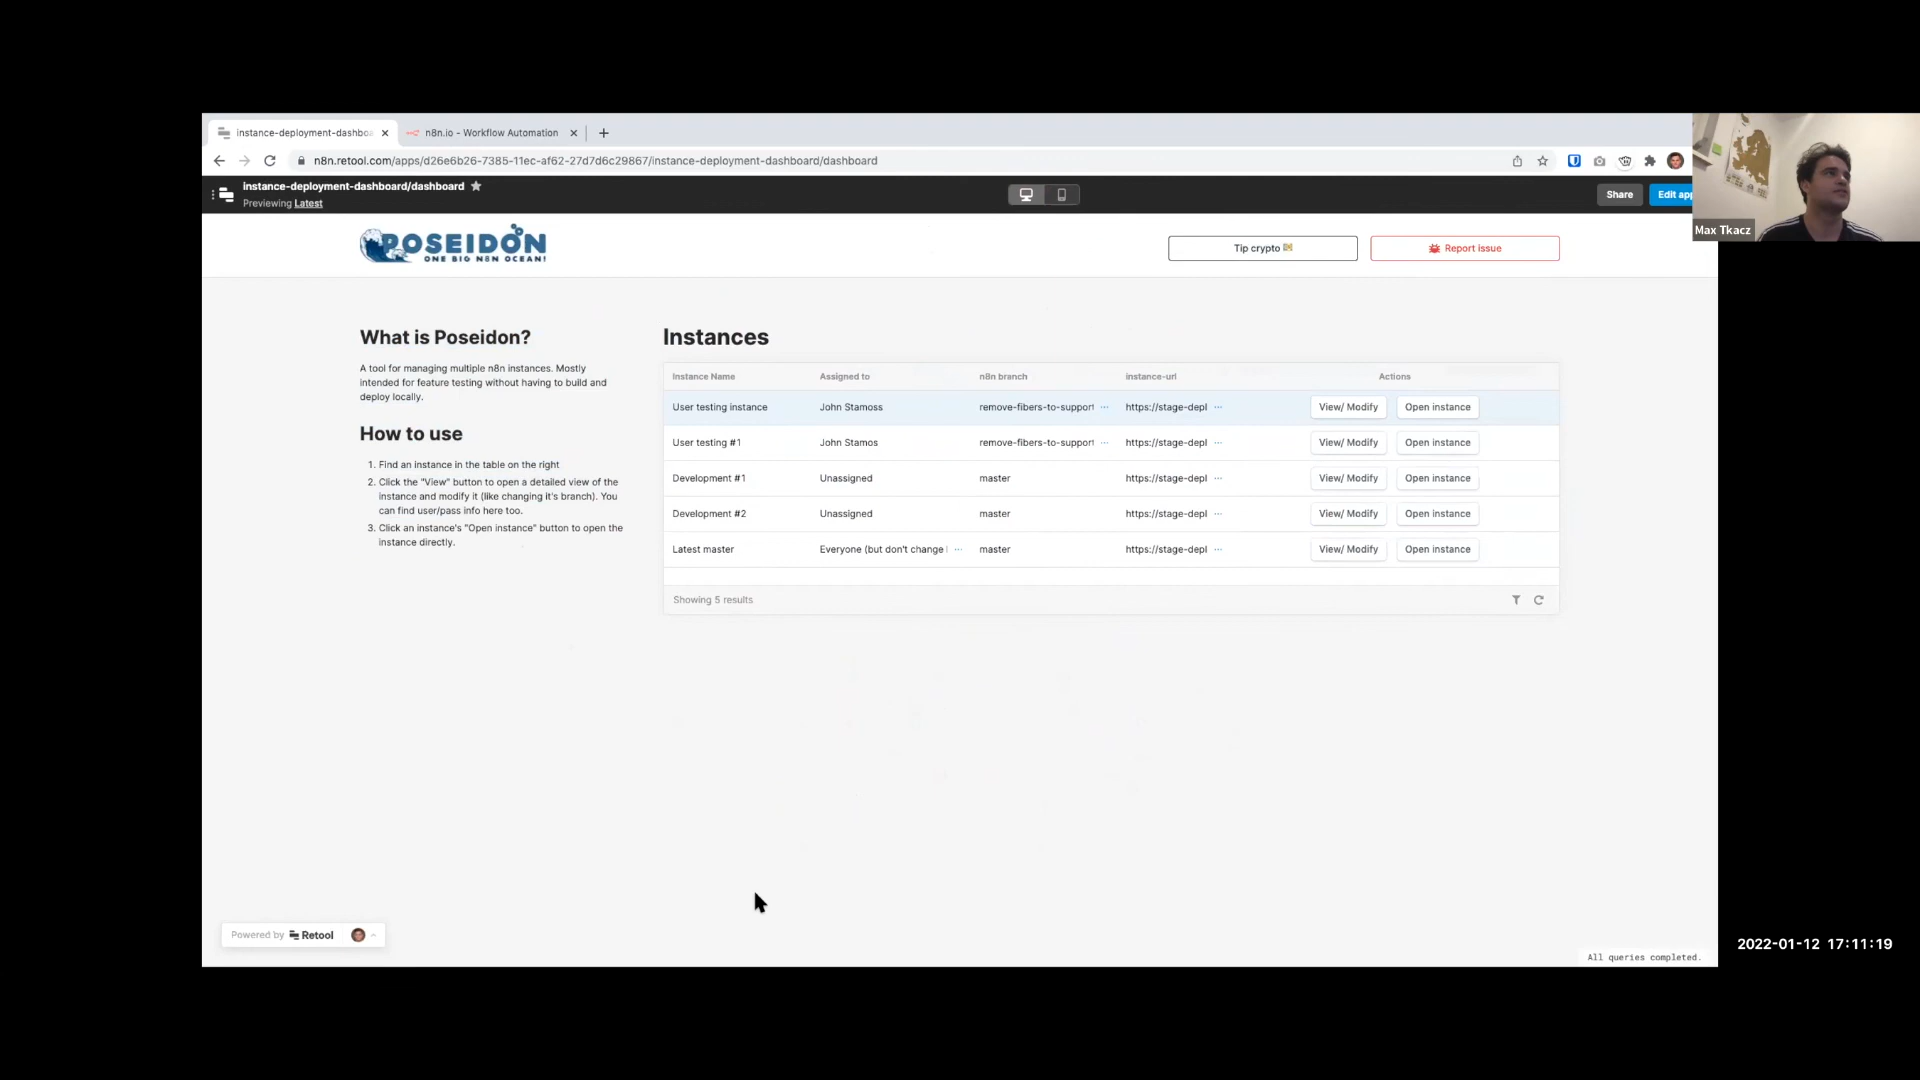 instance-deployment-dashboa
n8n.io - Workflow Automation
n8n.retool.com/apps/d26e6b26-7385-11ec-af62-27d7d6c29867/instance-deployment-dashboard/dashboard
instance-deployment-dashboard/dashboard
Previewing Latest
Share
Edit app
Max Tkacz
POSEIDON
ONE BIG N8N OCEAN!
Tip crypto
Report issue
What is Poseidon?
A tool for managing multiple n8n instances. Mostly
intended for feature testing without having to build and
deploy locally.
How to use
1. Find an instance in the table on the right
2. Click the "View" button to open a detailed view of the
instance and modify it (like changing it's branch). You
can find user/pass info here too.
3. Click an instance's "Open instance" button to open the
instance directly.
Instances
Instance Name Assigned to n8n branch instance-url Actions
User testing instance John Stamoss remove-fibers-to-support ... https://stage-depl ... View/ Modify Open instance
User testing #1 John Stamos remove-fibers-to-support ... https://stage-depl ... View/ Modify Open instance
Development #1 Unassigned master https://stage-depl ... View/ Modify Open instance
Development #2 Unassigned master https://stage-depl ... View/ Modify Open instance
Latest master Everyone (but don't change ... master https://stage-depl ... View/ Modify Open instance
Showing 5 results
Powered by Retool
2022-01-12 17:11:19
All queries completed.